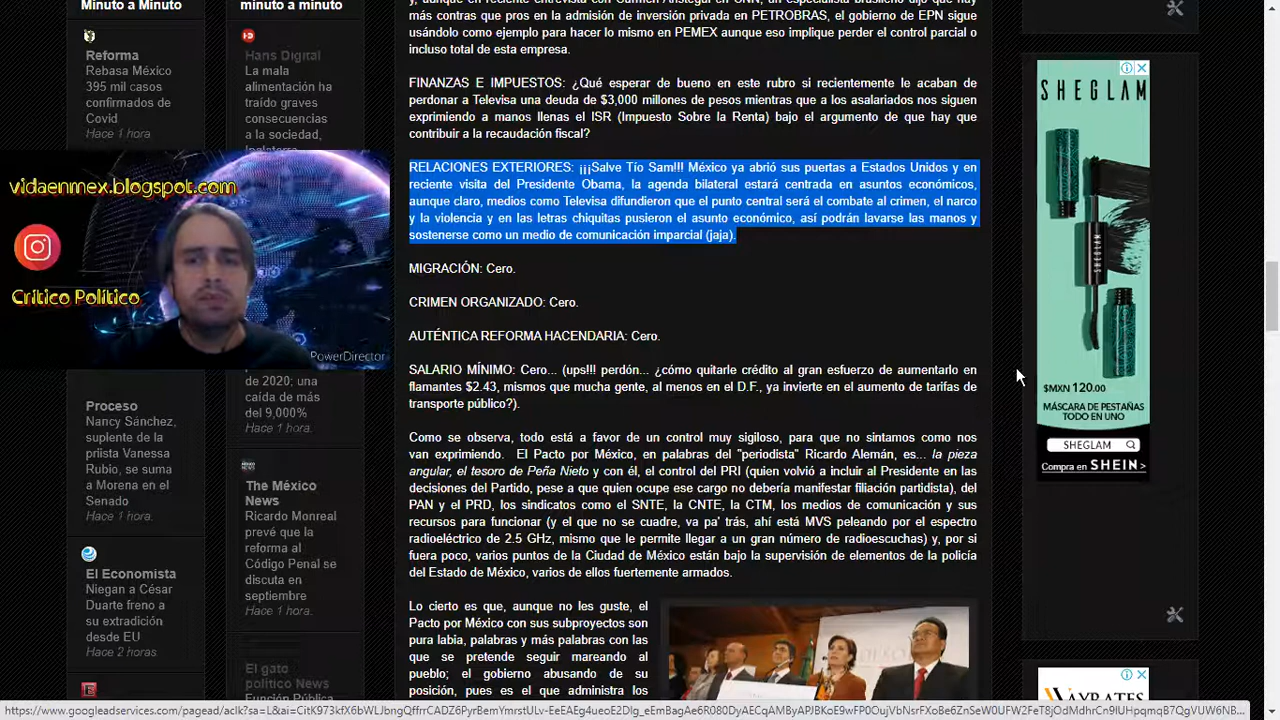 Minuto a Minuto
Reforma
Rebasa México
395 mil casos
confirmados de
Covid
Hace 1 hora
minuto a minuto
Hans Digital
La mala
alimentación ha
traído graves
consecuencias
a la sociedad,
vidaenmex.blogspot.com
Crítico Político
PowerDirector
Proceso
Nancy Sánchez,
suplente de la
priista Vanessa
Rubio, se suma
a Morena en el
Senado
Hace 1 hora.
El Economista
Niegan a César
Duarte freno a
su extradición
desde EU
Hace 2 horas.
de 2020; una
caída de más
del 9,000%
Hace 1 hora.
The México
News
Ricardo Monreal
prevé que la
reforma al
Código Penal se
discuta en
septiembre
Hace 1 hora.
El gato
político News
Función Pública
y, aunque en reciente entrevista con Carmen Aristegui en CNN, un especialista brasileño dijo que hay
más contras que pros en la admisión de inversión privada en PETROBRAS, el gobierno de EPN sigue
usándolo como ejemplo para hacer lo mismo en PEMEX aunque eso implique perder el control parcial o
incluso total de esta empresa.
FINANZAS E IMPUESTOS: ¿Qué esperar de bueno en este rubro si recientemente le acaban de
perdonar a Televisa una deuda de $3,000 millones de pesos mientras que a los asalariados nos siguen
exprimiendo a manos llenas el ISR (Impuesto Sobre la Renta) bajo el argumento de que hay que
contribuir a la recaudación fiscal?
RELACIONES EXTERIORES: ¡¡¡Salve Tío Sam!!! México ya abrió sus puertas a Estados Unidos y en
reciente visita del Presidente Obama, la agenda bilateral estará centrada en asuntos económicos,
aunque claro, medios como Televisa difundieron que el punto central será el combate al crimen, el narco
y la violencia y en las letras chiquitas pusieron el asunto económico, así podrán lavarse las manos y
sostenerse como un medio de comunicación imparcial (jaja).
MIGRACIÓN: Cero.
CRIMEN ORGANIZADO: Cero.
AUTÉNTICA REFORMA HACENDARIA: Cero.
SALARIO MÍNIMO: Cero... (ups!!! perdón... ¿cómo quitarle crédito al gran esfuerzo de aumentarlo en
flamantes $2.43, mismos que mucha gente, al menos en el D.F., ya invierte en el aumento de tarifas de
transporte público?).
Como se observa, todo está a favor de un control muy sigiloso, para que no sintamos como nos
van exprimiendo. El Pacto por México, en palabras del "periodista" Ricardo Alemán, es... la pieza
angular, el tesoro de Peña Nieto y con él, el control del PRI (quien volvió a incluir al Presidente en las
decisiones del Partido, pese a que quien ocupe ese cargo no debería manifestar filiación partidista), del
PAN y el PRD, los sindicatos como el SNTE, la CNTE, la CTM, los medios de comunicación y sus
recursos para funcionar (y el que no se cuadre, va pa' trás, ahí está MVS peleando por el espectro
radioeléctrico de 2.5 GHz, mismo que le permite llegar a un gran número de radioescuchas) y, por si
fuera poco, varios puntos de la Ciudad de México están bajo la supervisión de elementos de la policía
del Estado de México, varios de ellos fuertemente armados.
Lo cierto es que, aunque no les guste, el
Pacto por México con sus subproyectos son
pura labia, palabras y más palabras con las
que se pretende seguir mareando al
pueblo; el gobierno abusando de su
posición, pues es el que administra los
SHEGLAM
$MXN 120.00
MÁSCARA DE PESTAÑAS
TODO EN UNO
SHEGLAM
Compra en SHEIN >